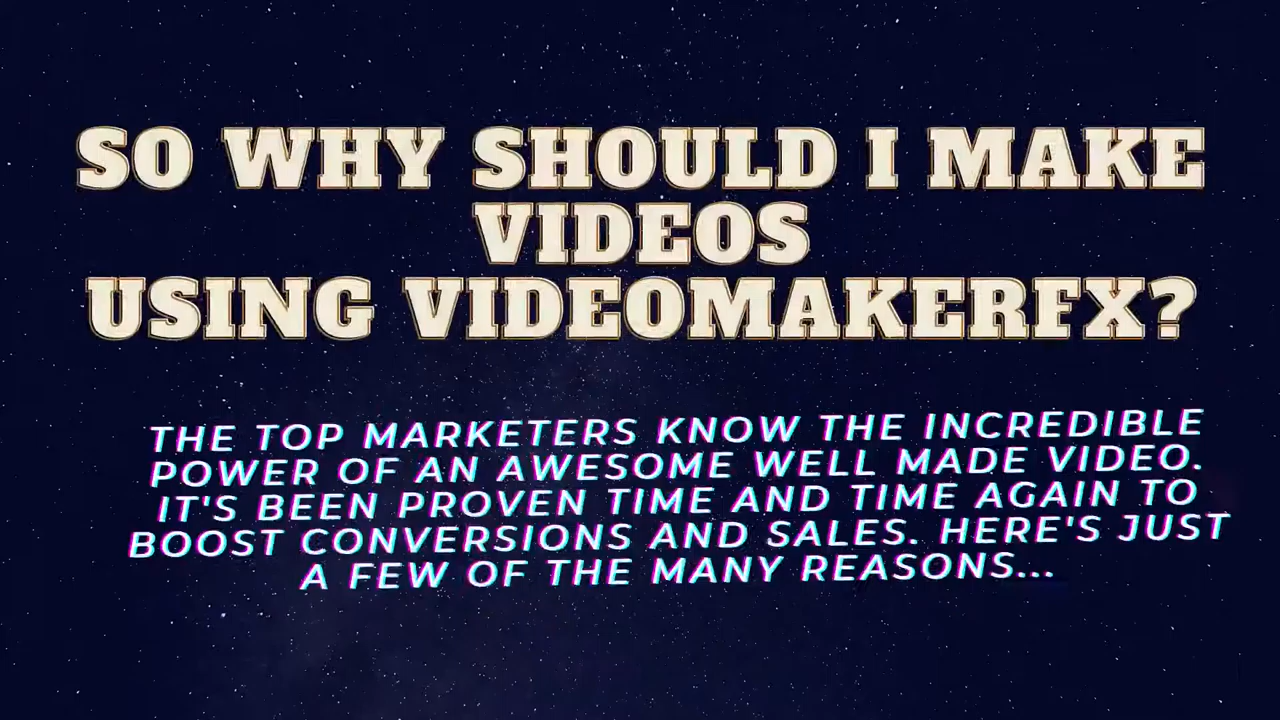 SO WHY SHOULD I MAKE
VIDEOS
USING VIDEOMAKERFX?
THE TOP MARKETERS KNOW THE INCREDIBLE
POWER OF AN AWESOME WELL MADE VIDEO.
IT'S BEEN PROVEN TIME AND TIME AGAIN TO
BOOST CONVERSIONS AND SALES. HERE'S JUST
A FEW OF THE MANY REASONS...